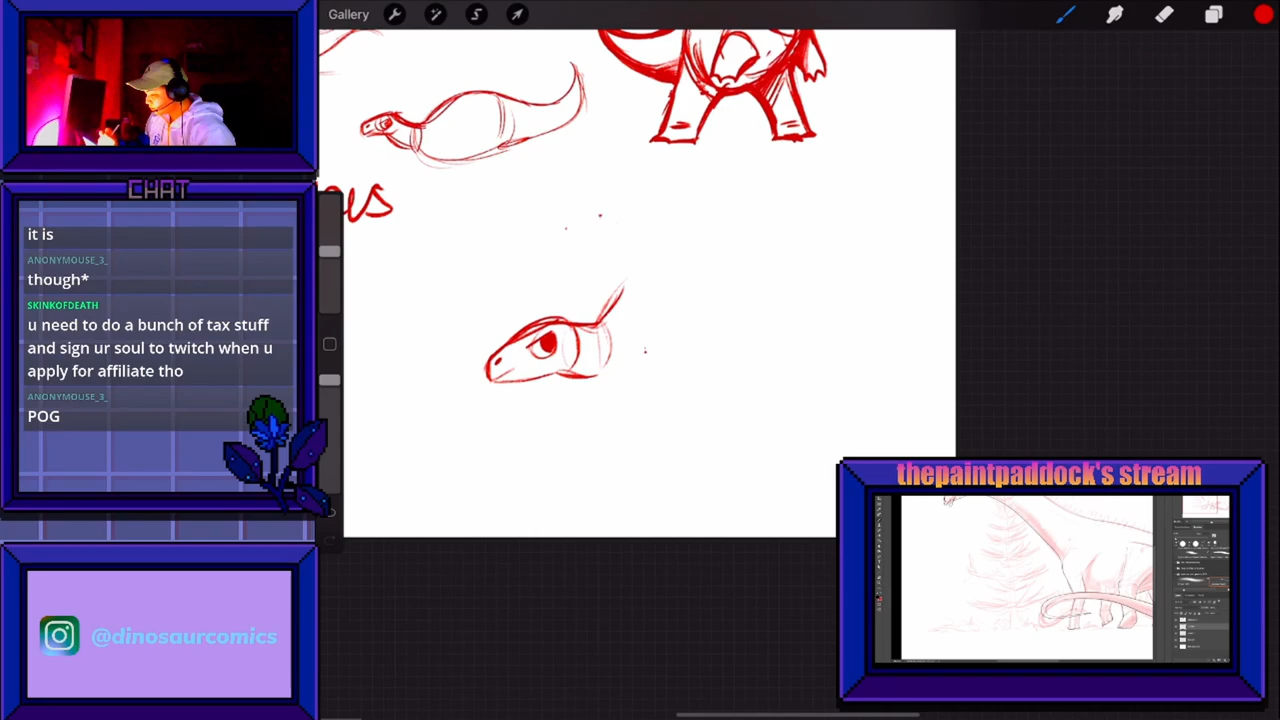 Gallery
CHAT
it is
ANONYMOUSE_3_
though*
SKINKOFDEATH
u need to do a bunch of tax stuff
and sign ur soul to twitch when u
apply for affiliate tho
ANONYMOUSE_3_
POG
@dinosaurcomics
thepaintpaddock's stream